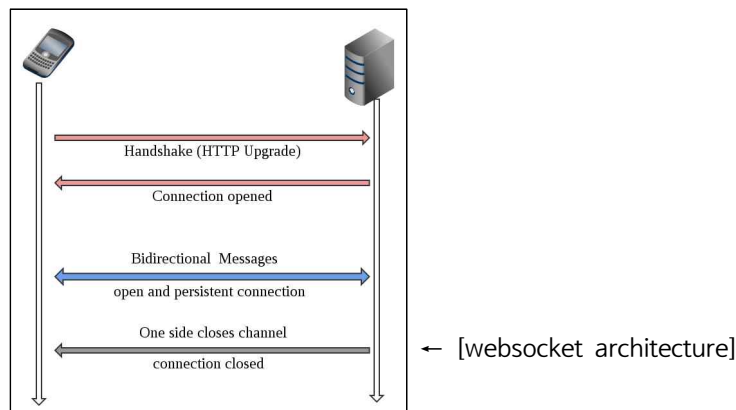 Handshake (HTTP Upgrade)
Connection opened
Bidirectional Messages
open and persistent connection
One side closes channel
connection closed
← [websocket architecture]